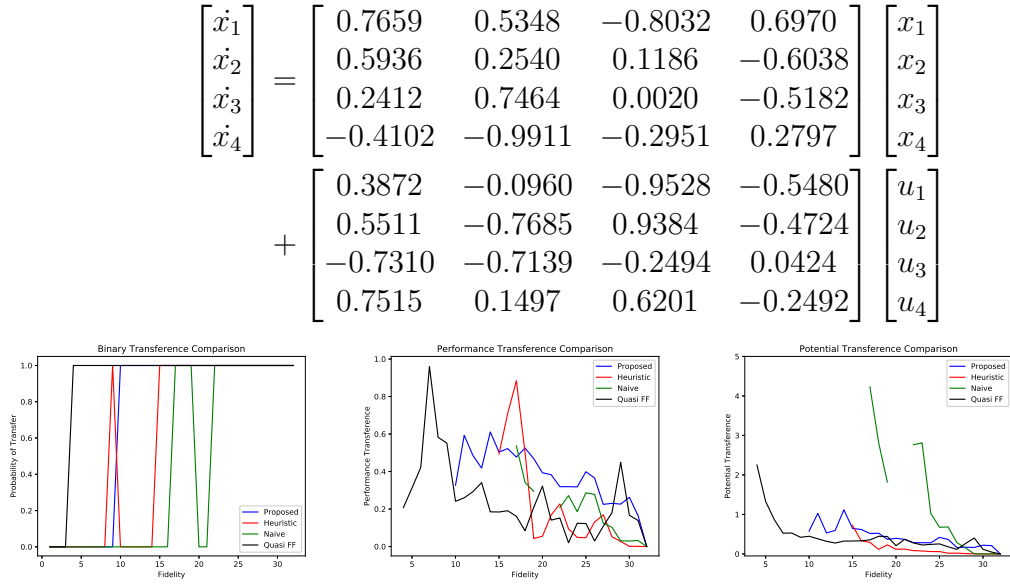 ẋ1 0.7659 0.5348 −0.8032 0.6970 x1
ẋ2 0.5936 0.2540 0.1186 −0.6038 x2
=
ẋ3 0.2412 0.7464 0.0020 −0.5182 x3
ẋ4 −0.4102 −0.9911 −0.2951 0.2797 x4
0.3872 −0.0960 −0.9528 −0.5480 u1
0.5511 −0.7685 0.9384 −0.4724 u2
+
−0.7310 −0.7139 −0.2494 0.0424 u3
0.7515 0.1497 0.6201 −0.2492 u4
Binary Transference Comparison
1.0
0.8
0.6
0.4
0.2
0.0
Probability of Transfer
0 5 10 15 20 25 30
Fidelity
Proposed
Heuristic
Naive
Quasi FF
Performance Transference Comparison
1.0
0.8
0.6
0.4
0.2
0.0
Performance Transference
5 10 15 20 25 30
Fidelity
Proposed
Heuristic
Naive
Quasi FF
Potential Transference Comparison
5
4
3
2
1
0
Potential Transference
5 10 15 20 25 30
Fidelity
Proposed
Heuristic
Naive
Quasi FF